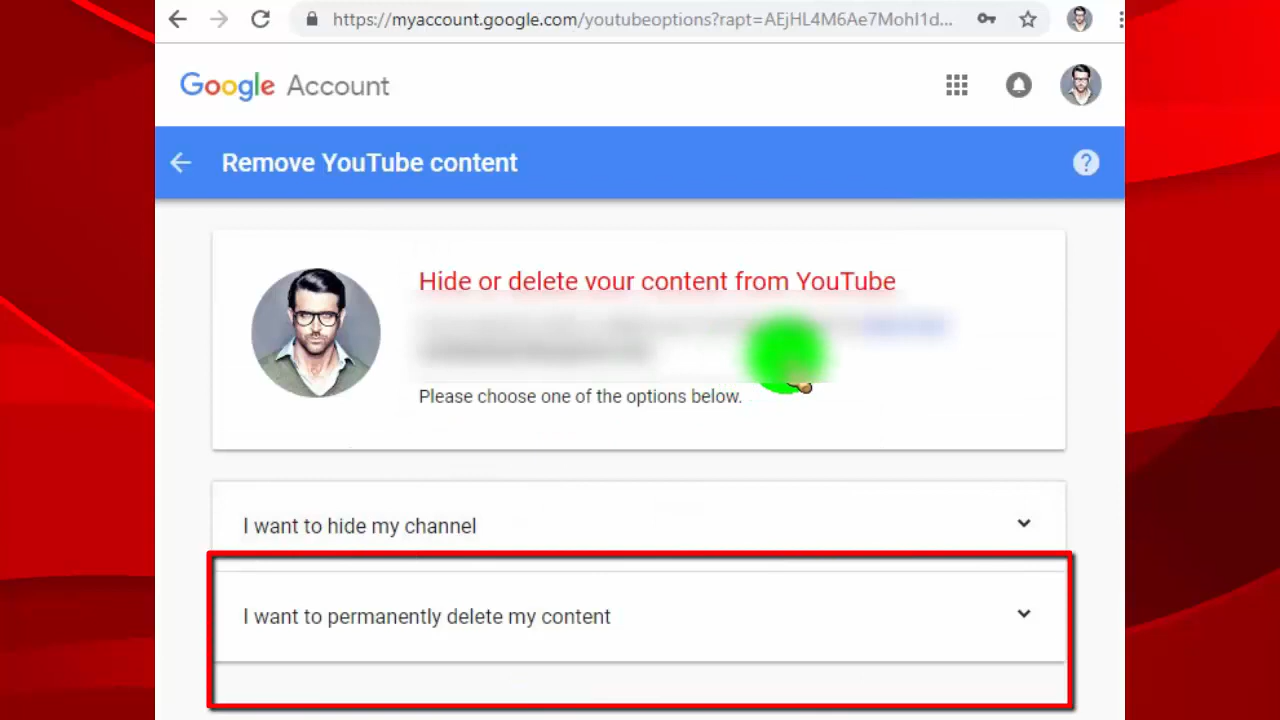 https://myaccount.google.com/youtubeoptions?rapt=AEjHL4M6Ae7MohI1d...
Google Account
Remove YouTube content
?
Hide or delete your content from YouTube
Please choose one of the options below.
I want to hide my channel
I want to permanently delete my content